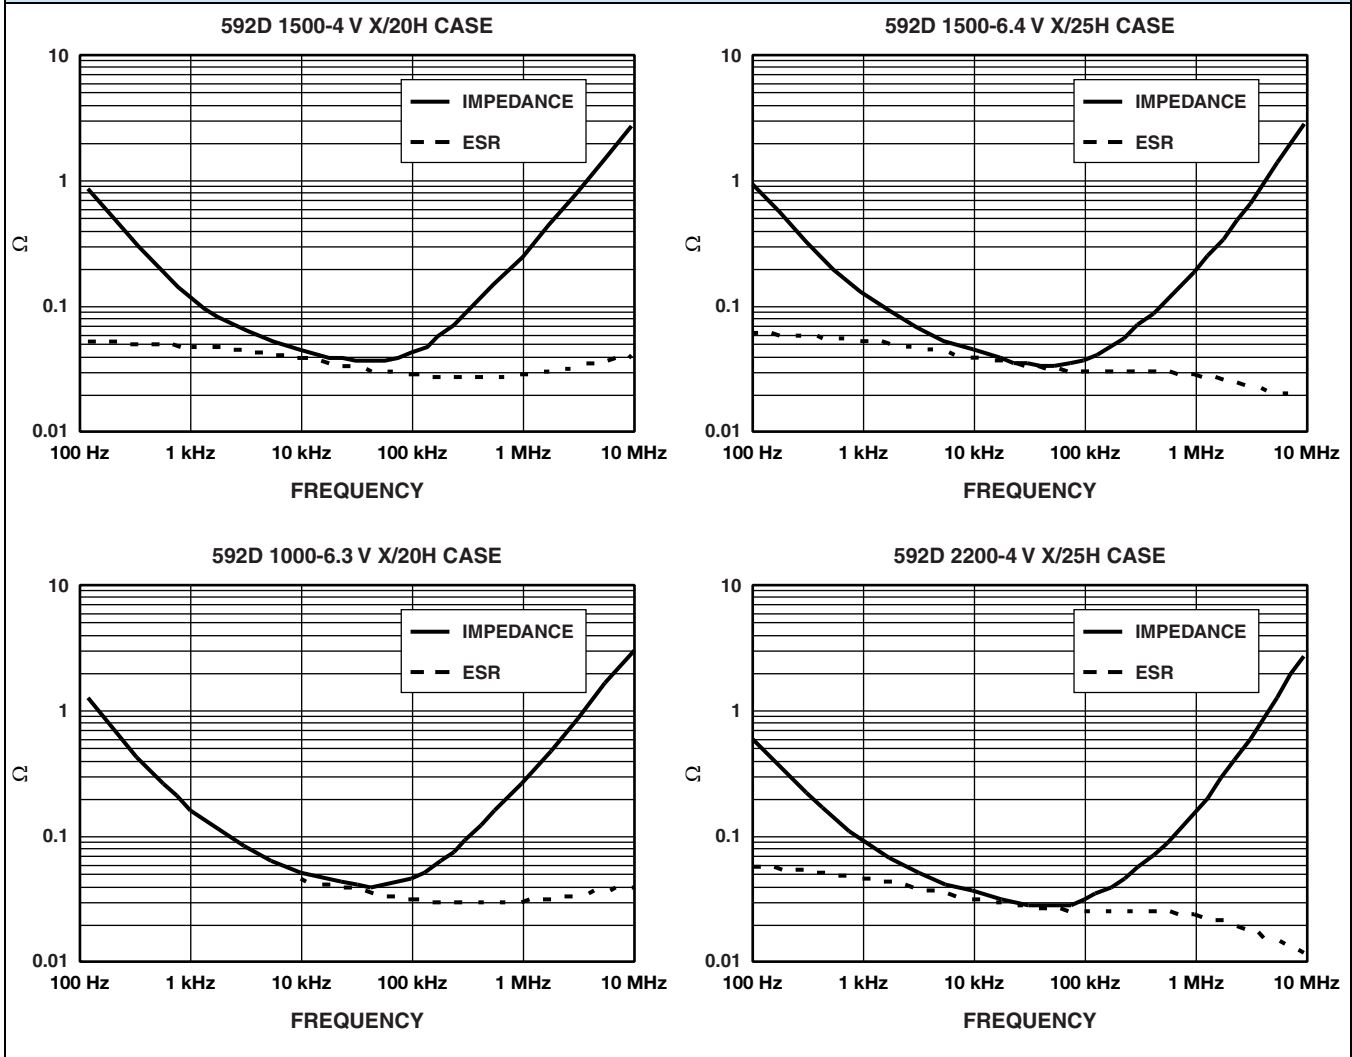 592D 1500-4 V X/20H CASE
10
1
0.1
0.01
Ω
IMPEDANCE
ESR
100 Hz 1 kHz 10 kHz 100 kHz 1 MHz 10 MHz
FREQUENCY
592D 1500-6.4 V X/25H CASE
10
1
0.1
0.01
Ω
IMPEDANCE
ESR
100 Hz 1 kHz 10 kHz 100 kHz 1 MHz 10 MHz
FREQUENCY
592D 1000-6.3 V X/20H CASE
10
1
0.1
0.01
Ω
IMPEDANCE
ESR
100 Hz 1 kHz 10 kHz 100 kHz 1 MHz 10 MHz
FREQUENCY
592D 2200-4 V X/25H CASE
10
1
0.1
0.01
Ω
IMPEDANCE
ESR
100 Hz 1 kHz 10 kHz 100 kHz 1 MHz 10 MHz
FREQUENCY